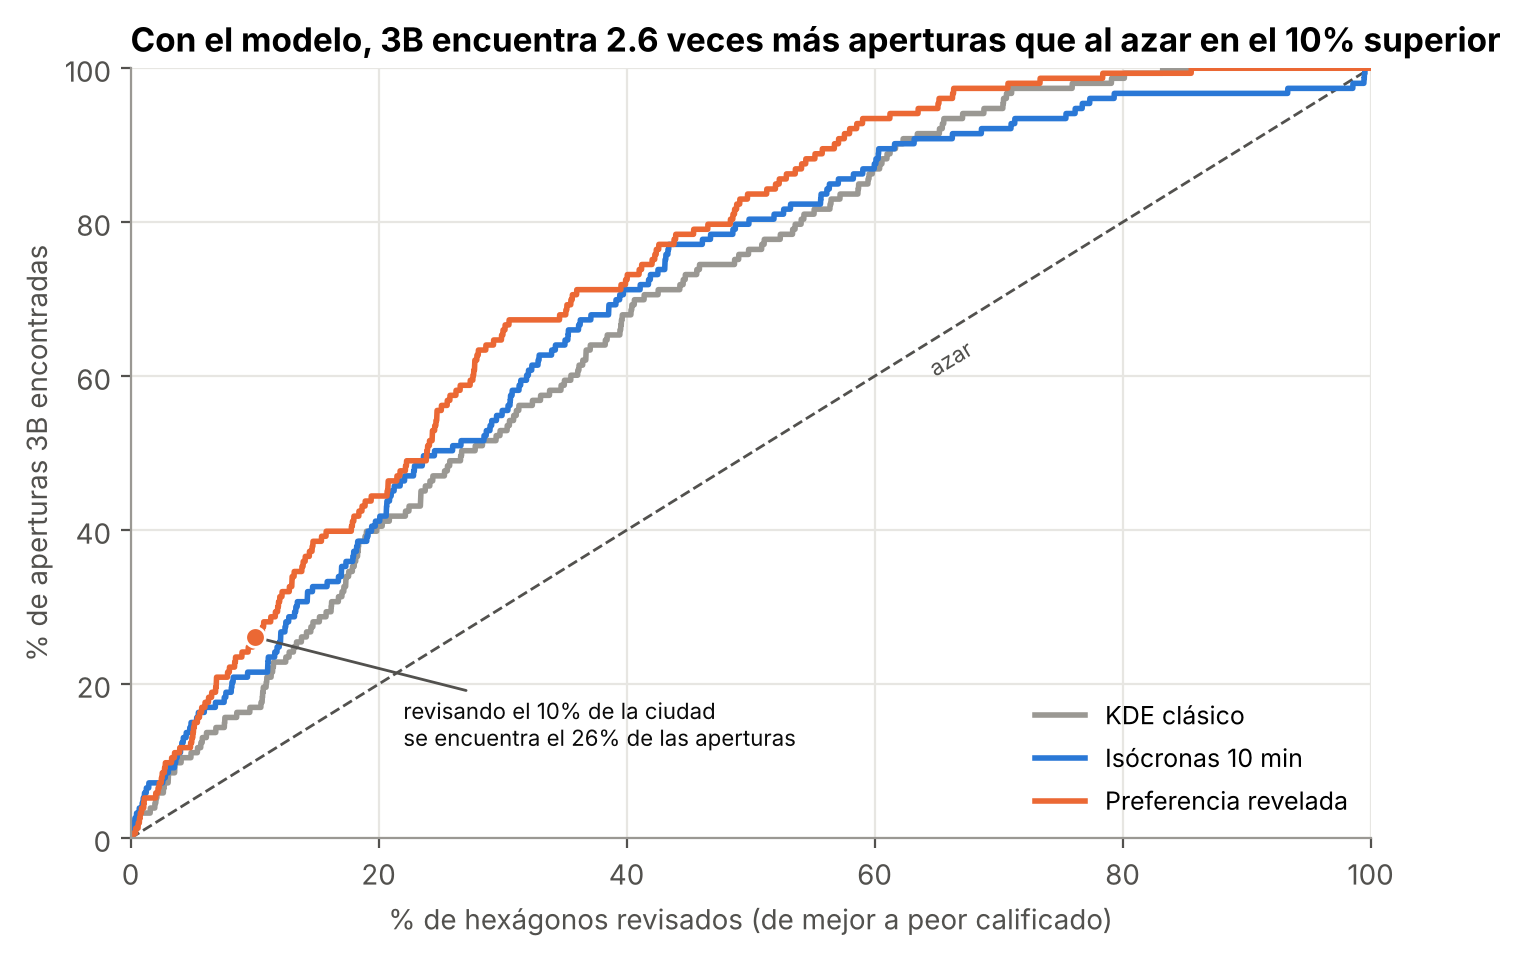 Con el modelo, 3B encuentra 2.6 veces más aperturas que al azar en el 10% superior
% de aperturas 3B encontradas
100
80
60
40
20
0
azar
revisando el 10% de la ciudad
se encuentra el 26% de las aperturas
KDE clásico
Isócronas 10 min
Preferencia revelada
0 20 40 60 80 100
% de hexágonos revisados (de mejor a peor calificado)